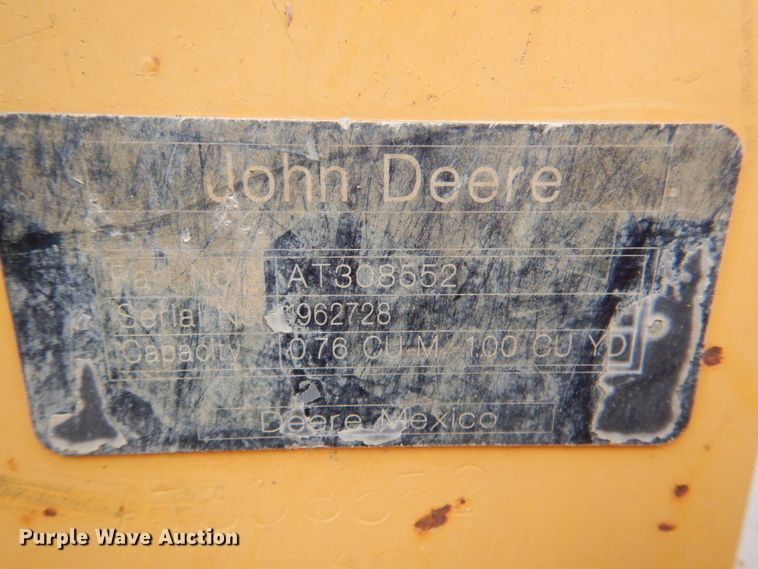 John Deere
Part No. AT308552
Serial N 962728
Capacity 0.76 CU-M 1.00 CU YD
Deere Mexico
AT308552
Purple Wave Auction